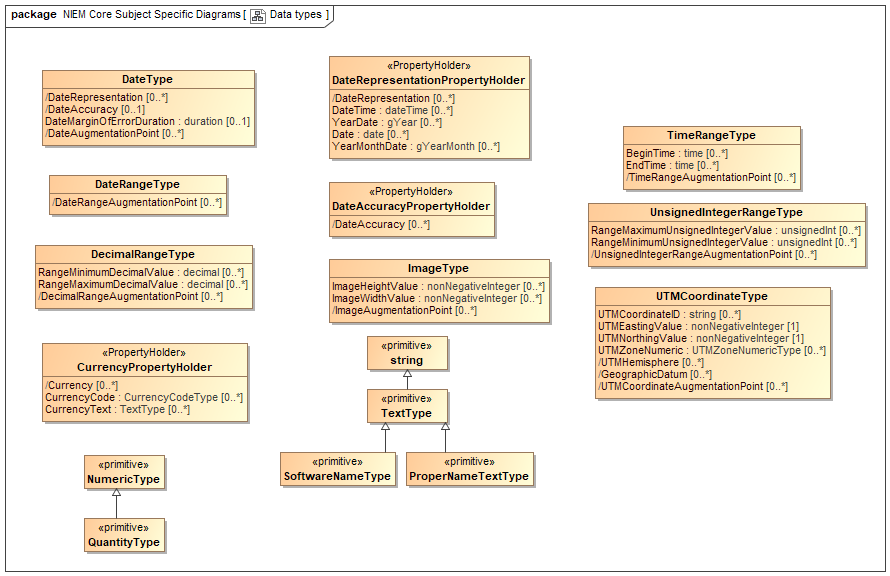 package NIEM Core Subject Specific Diagrams [ Data types ]
DateType
/DateRepresentation [0..*]
/DateAccuracy [0..1]
DateMarginOfErrorDuration : duration [0..1]
/DateAugmentationPoint [0..*]
«PropertyHolder»
DateRepresentationPropertyHolder
/DateRepresentation [0..*]
DateTime : dateTime [0..*]
YearDate : gYear [0..*]
Date : date [0..*]
YearMonthDate : gYearMonth [0..*]
TimeRangeType
BeginTime : time [0..*]
EndTime : time [0..*]
/TimeRangeAugmentationPoint [0..*]
DateRangeType
/DateRangeAugmentationPoint [0..*]
«PropertyHolder»
DateAccuracyPropertyHolder
/DateAccuracy [0..*]
UnsignedIntegerRangeType
RangeMaximumUnsignedIntegerValue : unsignedInt [0..*]
RangeMinimumUnsignedIntegerValue : unsignedInt [0..*]
/UnsignedIntegerRangeAugmentationPoint [0..*]
DecimalRangeType
RangeMinimumDecimalValue : decimal [0..*]
RangeMaximumDecimalValue : decimal [0..*]
/DecimalRangeAugmentationPoint [0..*]
ImageType
ImageHeightValue : nonNegativeInteger [0..*]
ImageWidthValue : nonNegativeInteger [0..*]
/ImageAugmentationPoint [0..*]
UTMCoordinateType
UTMCoordinateID : string [0..*]
UTMEastingValue : nonNegativeInteger [1]
UTMNorthingValue : nonNegativeInteger [1]
UTMZoneNumeric : UTMZoneNumericType [0..*]
/UTMHemisphere [0..*]
/GeographicDatum [0..*]
/UTMCoordinateAugmentationPoint [0..*]
«PropertyHolder»
CurrencyPropertyHolder
/Currency [0..*]
CurrencyCode : CurrencyCodeType [0..*]
CurrencyText : TextType [0..*]
«primitive»
string
«primitive»
TextType
«primitive»
SoftwareNameType
«primitive»
ProperNameTextType
«primitive»
NumericType
«primitive»
QuantityType